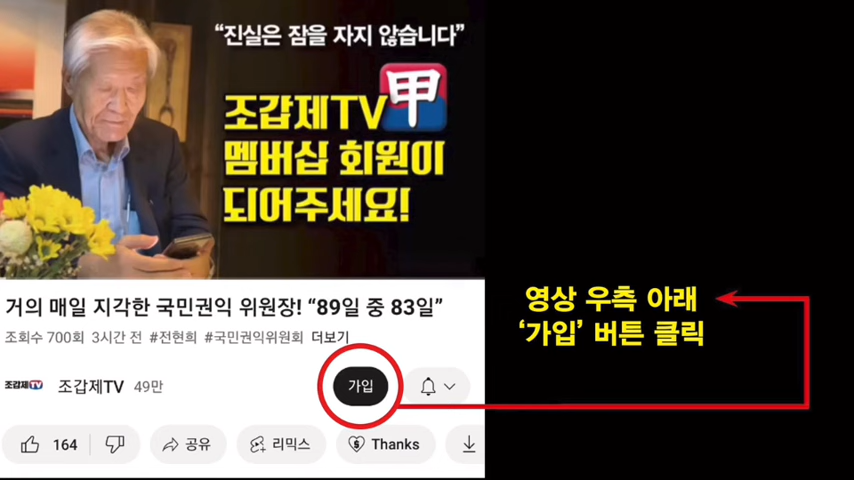 “진실은 잠을 자지 않습니다”
조갑제TV 甲
멤버십 회원이
되어주세요!
거의 매일 지각한 국민권익 위원장! “89일 중 83일”
조회수 700회 3시간 전 #전현희 #국민권익위원회 더보기
조갑제TV 조갑제TV 49만 가입
164 공유 리믹스 Thanks
영상 우측 아래
‘가입’ 버튼 클릭